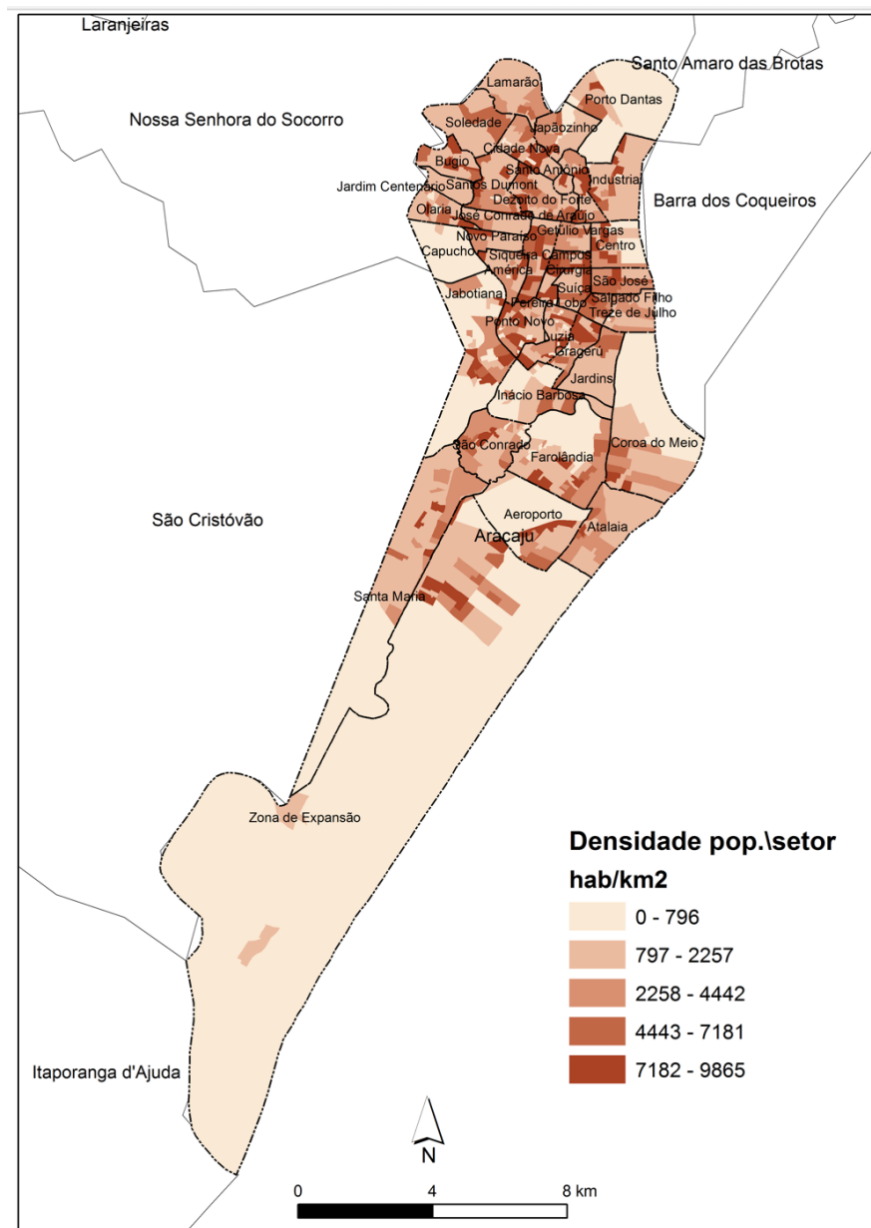 Laranjeiras
Santo Amaro das Brotas
Lamarão
Porto Dantas
Nossa Senhora do Socorro
Soledade
Japãozinho
Cidade Nova
Bugio
Santo Antônio
Jardim Centenário
Santos Dumont
Industrial
Dezoito do Forte
Barra dos Coqueiros
Olaria
José Conrado de Araújo
Getúlio Vargas
Novo Paraíso
Centro
Capucho
Siqueira Campos
América
Cirurgia
São José
Jabotiana
Suíça
Salgado Filho
Pereira Lobo
Treze de Julho
Ponto Novo
Luzia
Grageru
Jardins
Inácio Barbosa
São Conrado
Coroa do Meio
Farolândia
São Cristóvão
Aeroporto
Atalaia
Aracaju
Santa Maria
Zona de Expansão
Densidade pop.\setor
hab/km2
0 - 796
797 - 2257
2258 - 4442
4443 - 7181
7182 - 9865
Itaporanga d'Ajuda
N
0 4 8 km